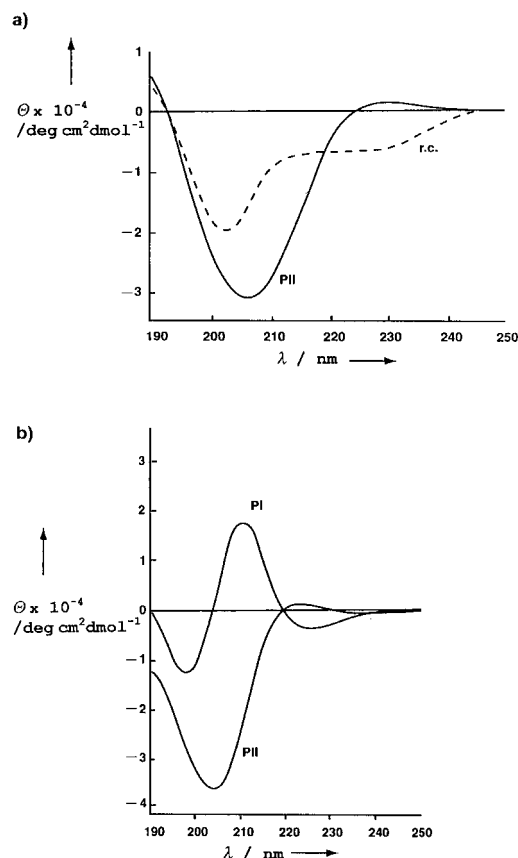 a)
1
Θ x 10⁻⁴
/deg cm²dmol⁻¹
0
−1
−2
−3
r.c.
PII
190 200 210 220 230 240 250
λ / nm
b)
3
2
1
Θ x 10⁻⁴
/deg cm²dmol⁻¹
0
−1
−2
−3
−4
PI
PII
190 200 210 220 230 240 250
λ / nm